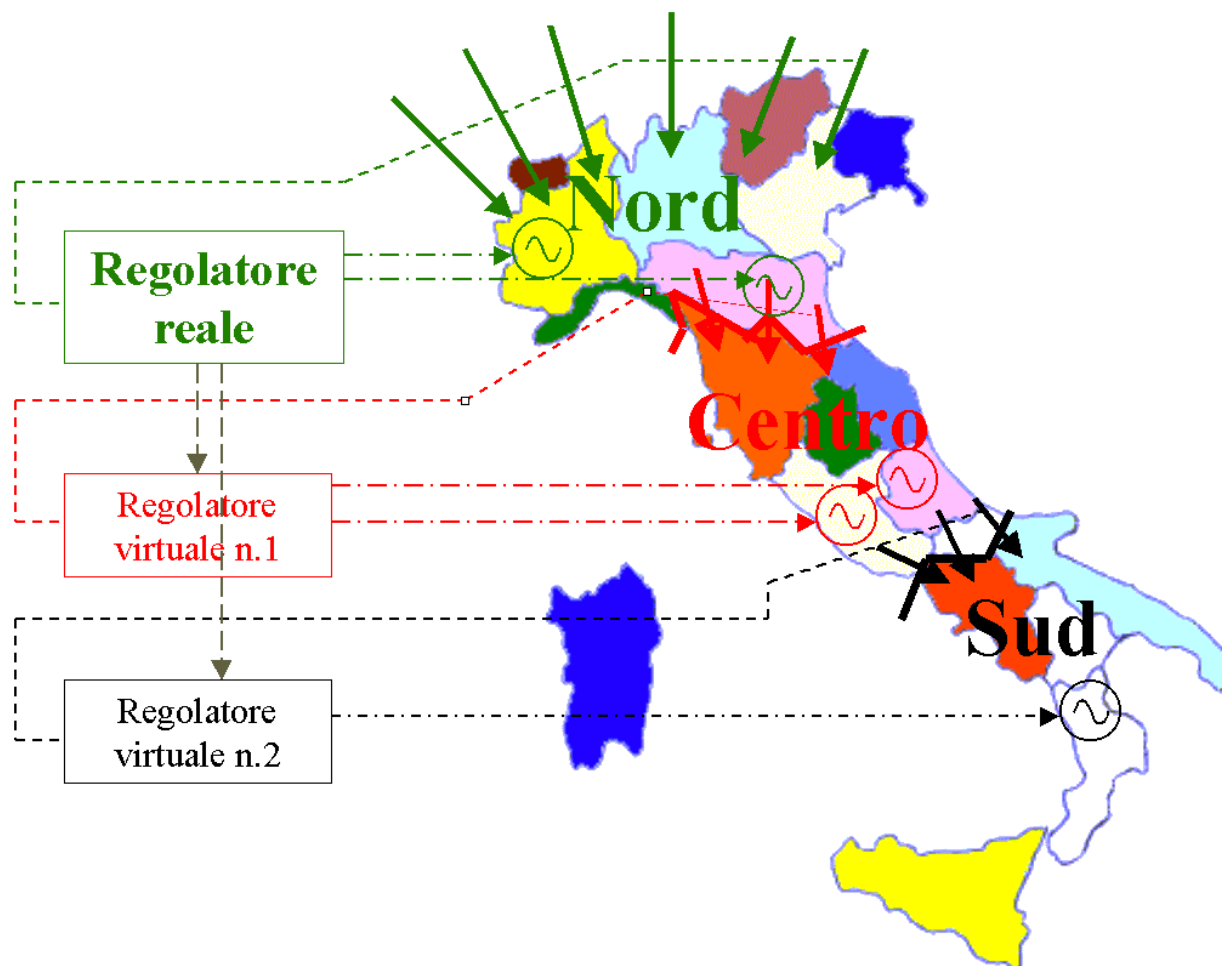 Nord
Regolatore
reale
Centro
Regolatore
virtuale n.1
Sud
Regolatore
virtuale n.2